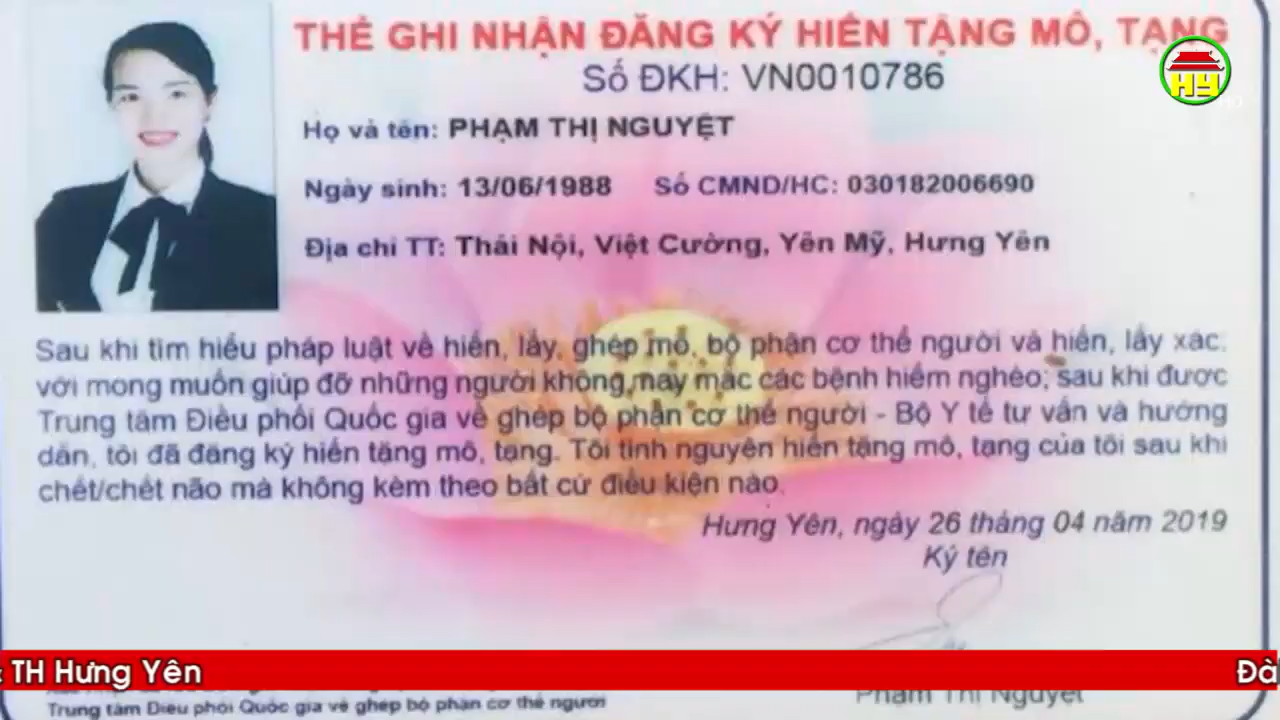 THẺ GHI NHẬN ĐĂNG KÝ HIẾN TẶNG MÔ, TẠNG
HY
Số ĐKH: VN0010786
Họ và tên: PHẠM THỊ NGUYỆT
Ngày sinh: 13/06/1988 Số CMND/HC: 030182006690
Địa chỉ TT: Thái Nội, Việt Cường, Yên Mỹ, Hưng Yên
Sau khi tìm hiểu pháp luật về hiến, lấy, ghép mô, bộ phận cơ thể người và hiến, lấy xác;
với mong muốn giúp đỡ những người không may mắc các bệnh hiểm nghèo; sau khi được
Trung tâm Điều phối Quốc gia về ghép bộ phận cơ thể người - Bộ Y tế tư vấn và hướng
dẫn, tôi đã đăng ký hiến tặng mô, tạng. Tôi tình nguyện hiến tặng mô, tạng của tôi sau khi
chết/chết não mà không kèm theo bất cứ điều kiện nào.
Hưng Yên, ngày 26 tháng 04 năm 2019
Ký tên
TH Hưng Yên
Đà
Phạm Thị Nguyệt
Trung tâm Điều phối Quốc gia về ghép bộ phận cơ thể người